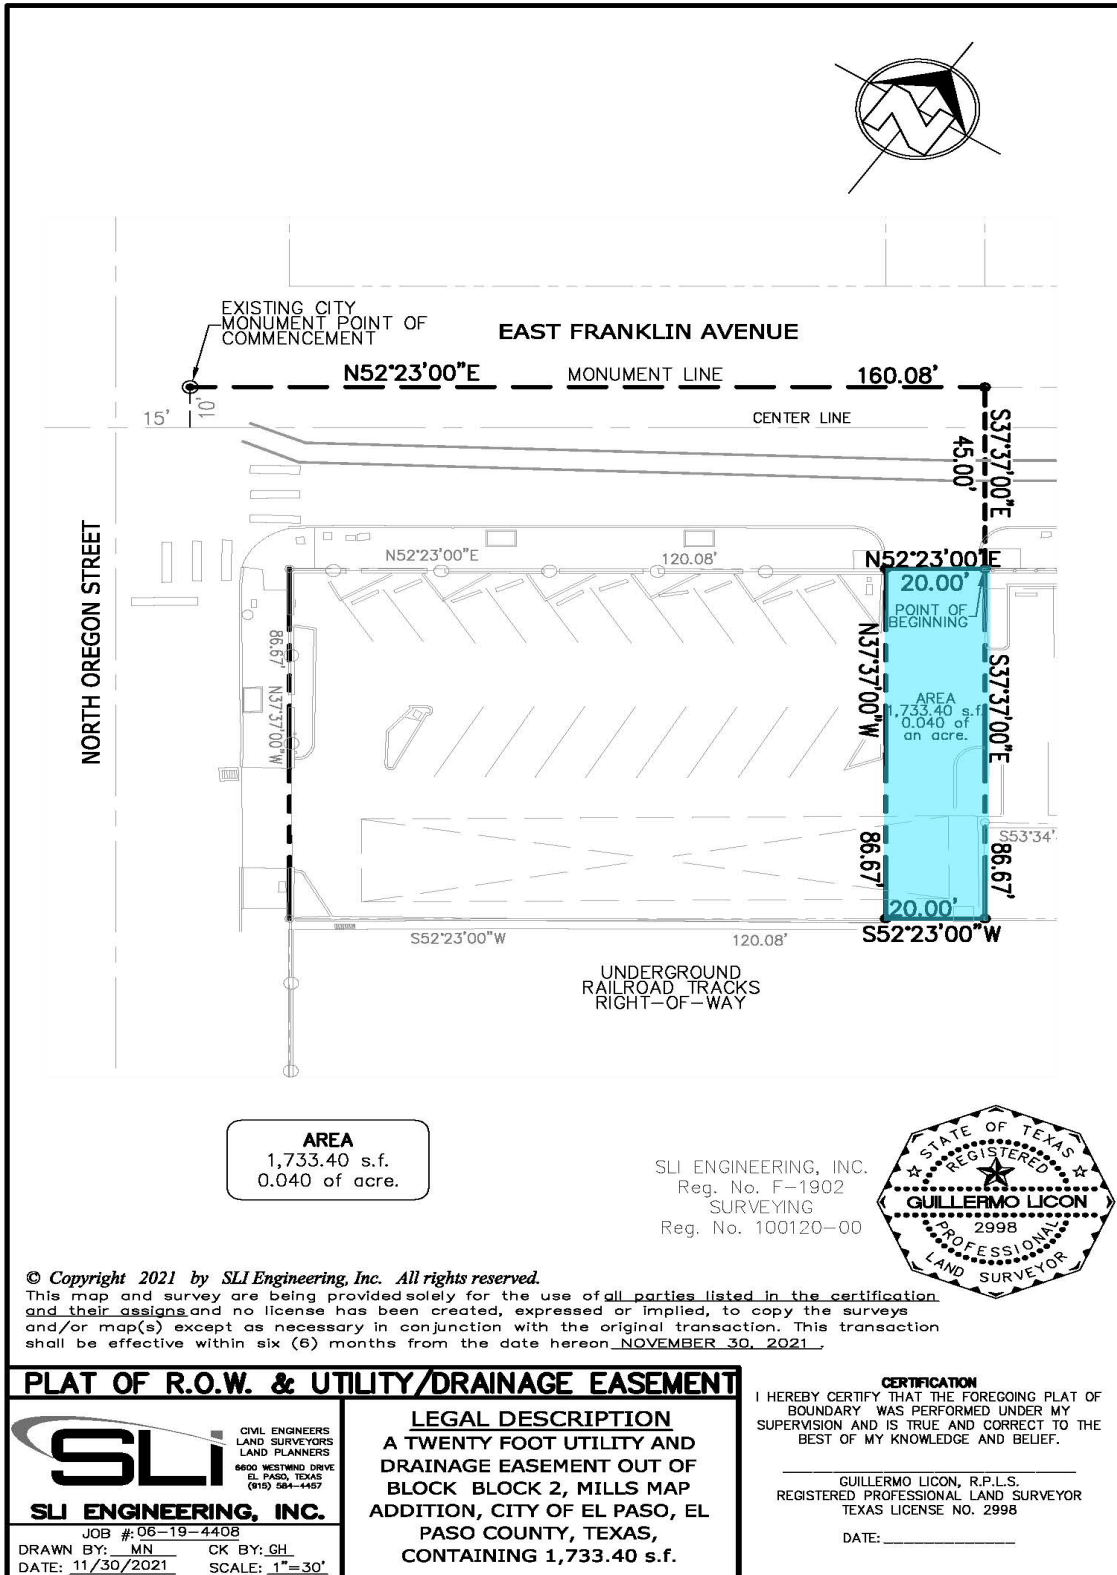 EXISTING CITY
MONUMENT POINT OF
COMMENCEMENT
EAST FRANKLIN AVENUE
N52°23'00"E
MONUMENT LINE
160.08'
15'
10'
CENTER LINE
S37°37'00"E
45.00'
NORTH OREGON STREET
N52°23'00"E
120.08'
N52°23'00"E
20.00'
POINT OF
BEGINNING
86.67'
N37°37'00"W
N37°37'00"W
AREA
1,733.40 s.f.
0.040 of
an acre.
S37°37'00"E
S53°34'
86.67'
86.67'
20.00'
S52°23'00"W
120.08'
S52°23'00"W
UNDERGROUND
RAILROAD TRACKS
RIGHT-OF-WAY
AREA
1,733.40 s.f.
0.040 of acre.
SLI ENGINEERING, INC.
Reg. No. F-1902
SURVEYING
Reg. No. 100120-00
STATE OF TEXAS
REGISTERED
GUILLERMO LICON
2998
PROFESSIONAL
LAND SURVEYOR
© Copyright 2021 by SLI Engineering, Inc. All rights reserved.
This map and survey are being provided solely for the use of all parties listed in the certification
and their assigns and no license has been created, expressed or implied, to copy the surveys
and/or map(s) except as necessary in conjunction with the original transaction. This transaction
shall be effective within six (6) months from the date hereon NOVEMBER 30, 2021 .
PLAT OF R.O.W. & UTILITY/DRAINAGE EASEMENT
SLI
CIVIL ENGINEERS
LAND SURVEYORS
LAND PLANNERS
6600 WESTWIND DRIVE
EL PASO, TEXAS
(915) 584-4457
SLI ENGINEERING, INC.
JOB #: 06-19-4408
DRAWN BY: MN CK BY: GH
DATE: 11/30/2021 SCALE: 1"=30'
LEGAL DESCRIPTION
A TWENTY FOOT UTILITY AND
DRAINAGE EASEMENT OUT OF
BLOCK BLOCK 2, MILLS MAP
ADDITION, CITY OF EL PASO, EL
PASO COUNTY, TEXAS,
CONTAINING 1,733.40 s.f.
CERTIFICATION
I HEREBY CERTIFY THAT THE FOREGOING PLAT OF
BOUNDARY WAS PERFORMED UNDER MY
SUPERVISION AND IS TRUE AND CORRECT TO THE
BEST OF MY KNOWLEDGE AND BELIEF.
GUILLERMO LICON, R.P.L.S.
REGISTERED PROFESSIONAL LAND SURVEYOR
TEXAS LICENSE NO. 2998
DATE: